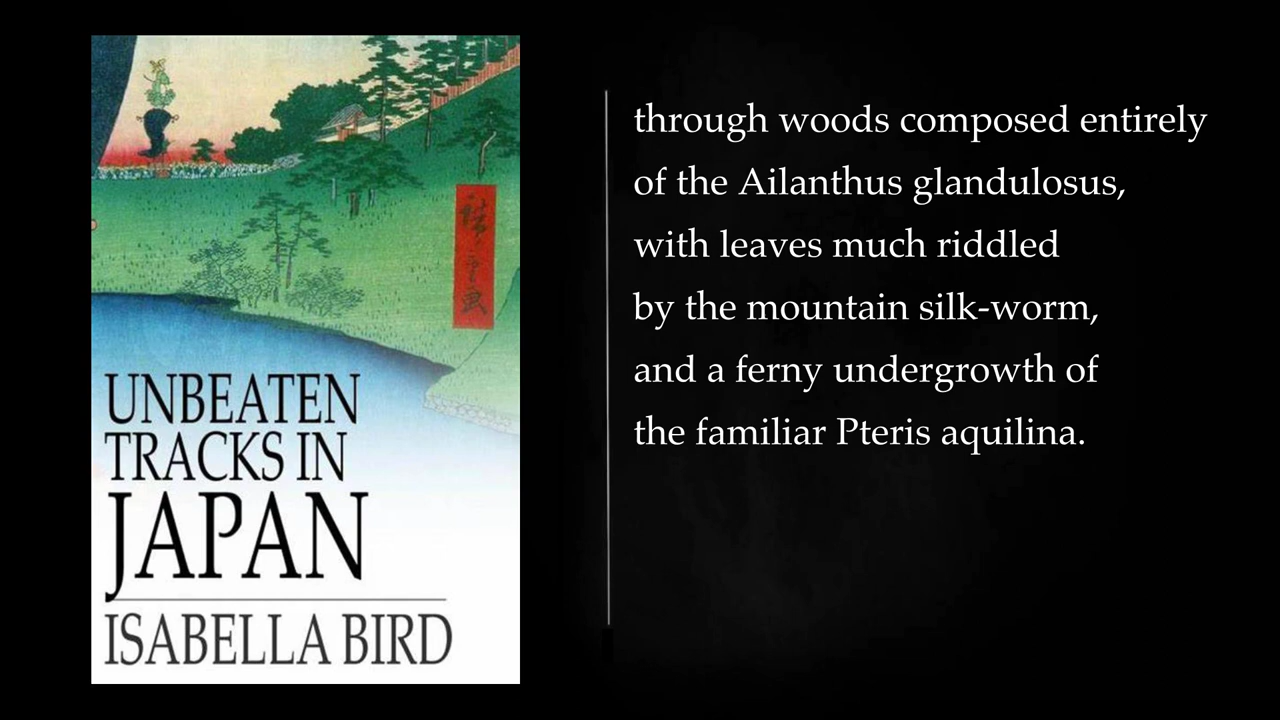 UNBEATEN
TRACKS IN
JAPAN
ISABELLA BIRD
through woods composed entirely
of the Ailanthus glandulosus,
with leaves much riddled
by the mountain silk-worm,
and a ferny undergrowth of
the familiar Pteris aquilina.